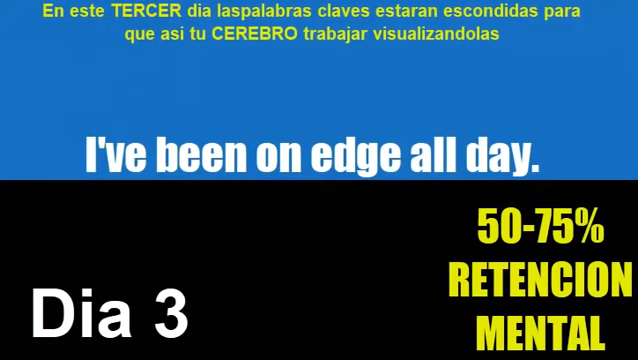 En este TERCER dia laspalabras claves estaran escondidas para
que asi tu CEREBRO trabajar visualizandolas
I've been on edge all day.
50-75%
RETENCION
MENTAL
Dia 3